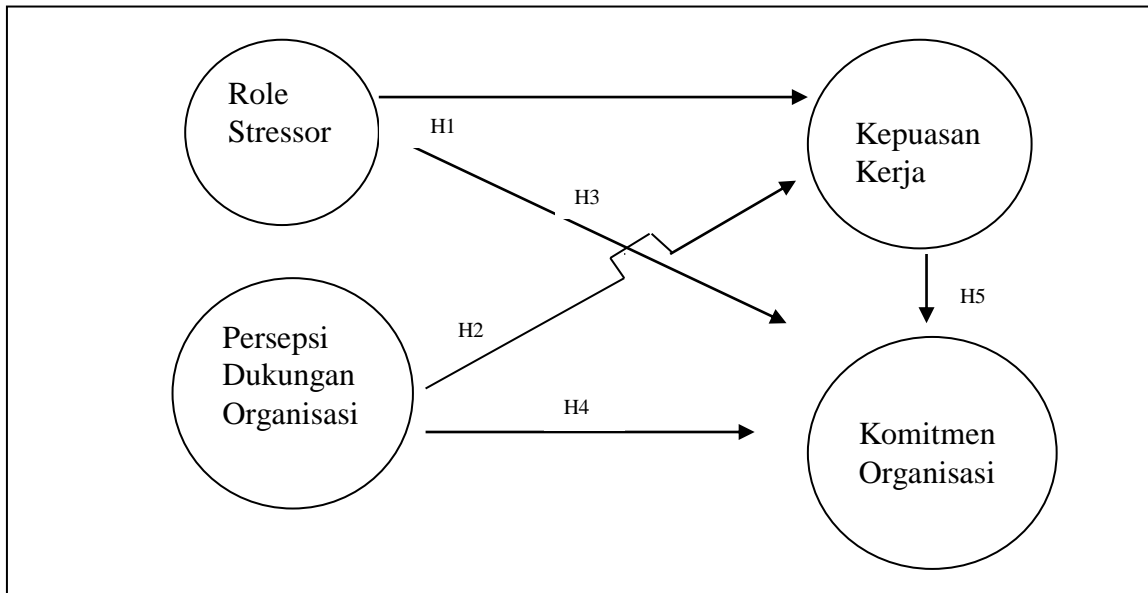 Role
Stressor
H1
Kepuasan
Kerja
H3
H2
H5
Persepsi
Dukungan
Organisasi
H4
Komitmen
Organisasi